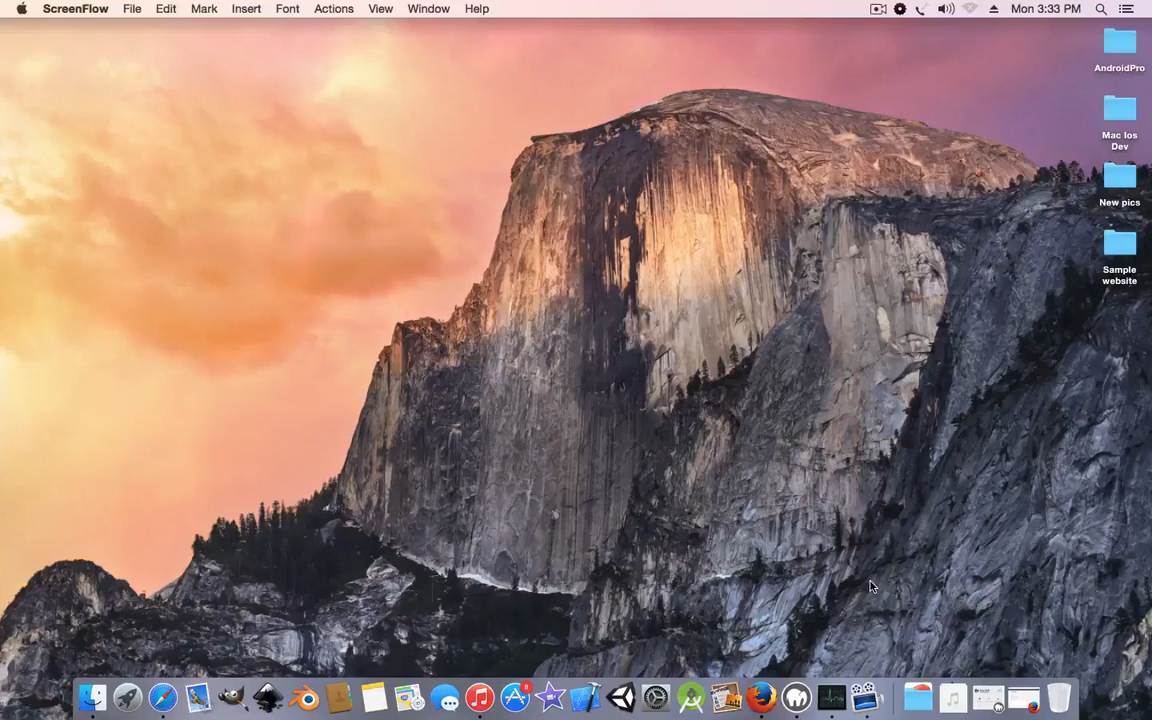 ScreenFlow File Edit Mark Insert Font Actions View Window Help Mon 3:33 PM
AndroidPro
Mac Ios
Dev
New pics
Sample
website